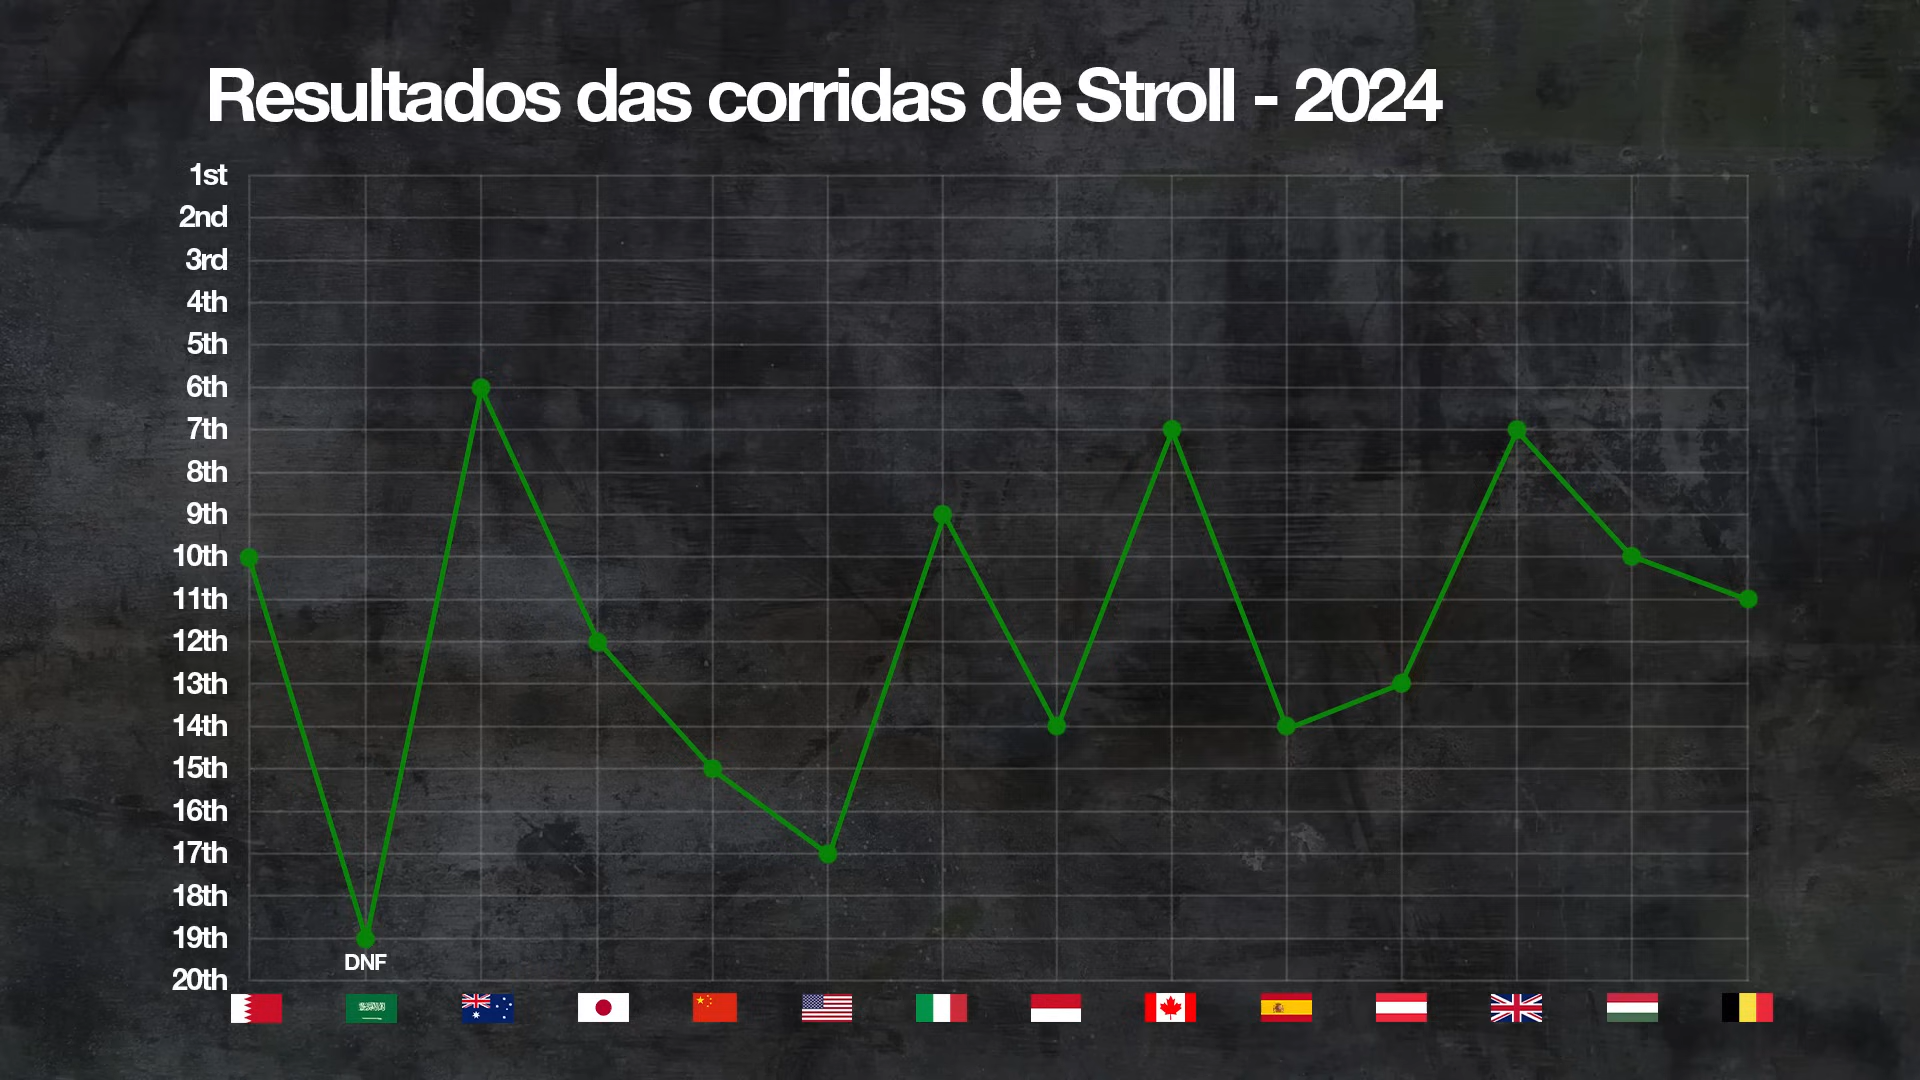 Resultados das corridas de Stroll - 2024
1st
2nd
3rd
4th
5th
6th
7th
8th
9th
10th
11th
12th
13th
14th
15th
16th
17th
18th
19th
DNF
20th